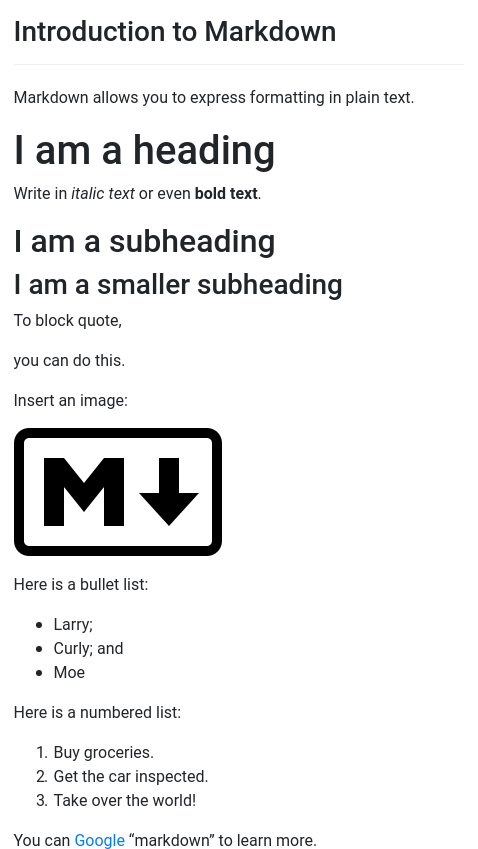 Introduction to Markdown
Markdown allows you to express formatting in plain text.
I am a heading
Write in italic text or even bold text.
I am a subheading
I am a smaller subheading
To block quote,
you can do this.
Insert an image:
M
Here is a bullet list:
• Larry;
• Curly; and
• Moe
Here is a numbered list:
1. Buy groceries.
2. Get the car inspected.
3. Take over the world!
You can Google “markdown” to learn more.